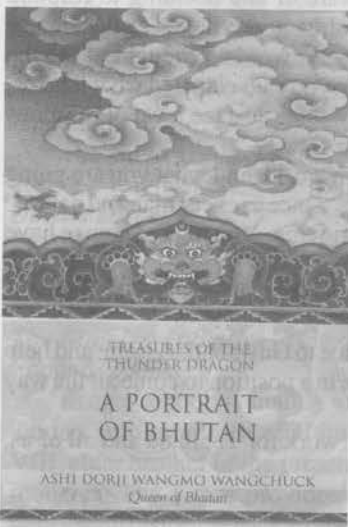 TREASURES OF THE
THUNDER DRAGON
A PORTRAIT
OF BHUTAN
ASHI DORJI WANGMO WANGCHUCK
Queen of Bhutan